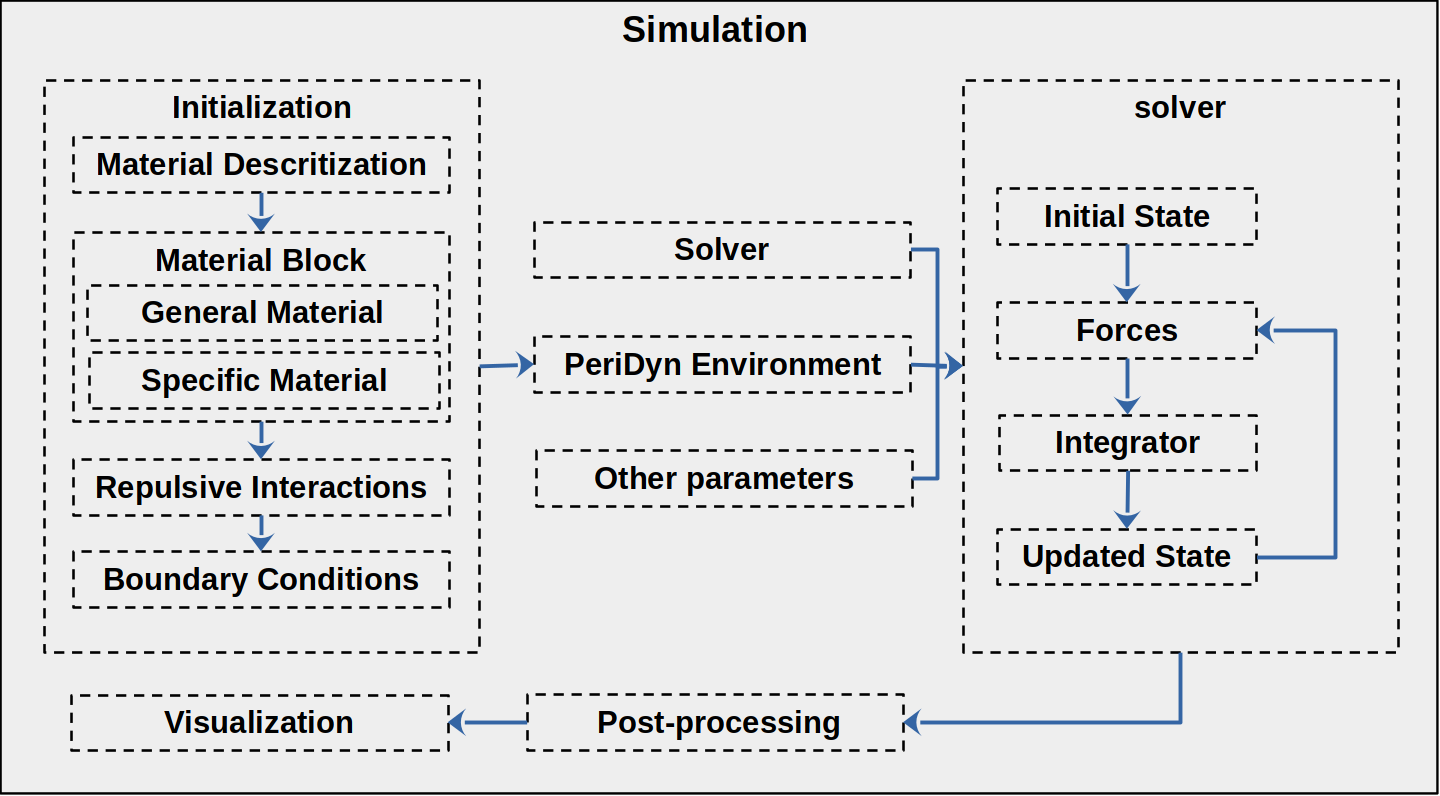 Simulation
Initialization
Material Descritization
Material Block
General Material
Specific Material
Repulsive Interactions
Boundary Conditions
Solver
PeriDyn Environment
Other parameters
solver
Initial State
Forces
Integrator
Updated State
Visualization
Post-processing